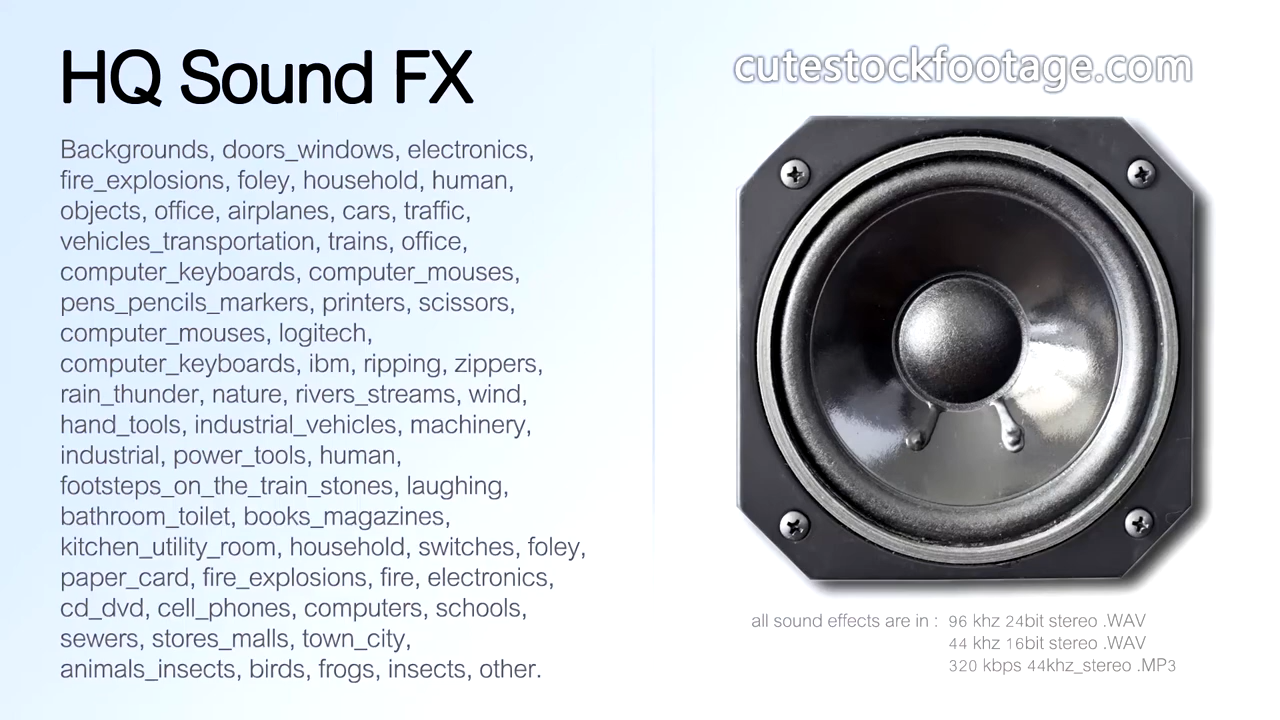 HQ Sound FX
Backgrounds, doors_windows, electronics,
fire_explosions, foley, household, human,
objects, office, airplanes, cars, traffic,
vehicles_transportation, trains, office,
computer_keyboards, computer_mouses,
pens_pencils_markers, printers, scissors,
computer_mouses, logitech,
computer_keyboards, ibm, ripping, zippers,
rain_thunder, nature, rivers_streams, wind,
hand_tools, industrial_vehicles, machinery,
industrial, power_tools, human,
footsteps_on_the_train_stones, laughing,
bathroom_toilet, books_magazines,
kitchen_utility_room, household, switches, foley,
paper_card, fire_explosions, fire, electronics,
cd_dvd, cell_phones, computers, schools,
sewers, stores_malls, town_city,
animals_insects, birds, frogs, insects, other.
cutestockfootage.com
all sound effects are in : 96 khz 24bit stereo .WAV
44 khz 16bit stereo .WAV
320 kbps 44khz_stereo .MP3